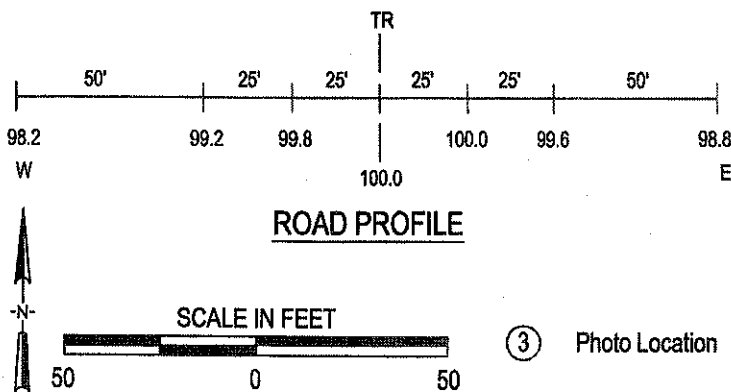 TR
50' 25' 25' 25' 25' 50'
98.2 99.2 99.8 100.0 99.6 98.8
W 100.0 E
ROAD PROFILE
-N-
SCALE IN FEET
3 Photo Location
50 0 50